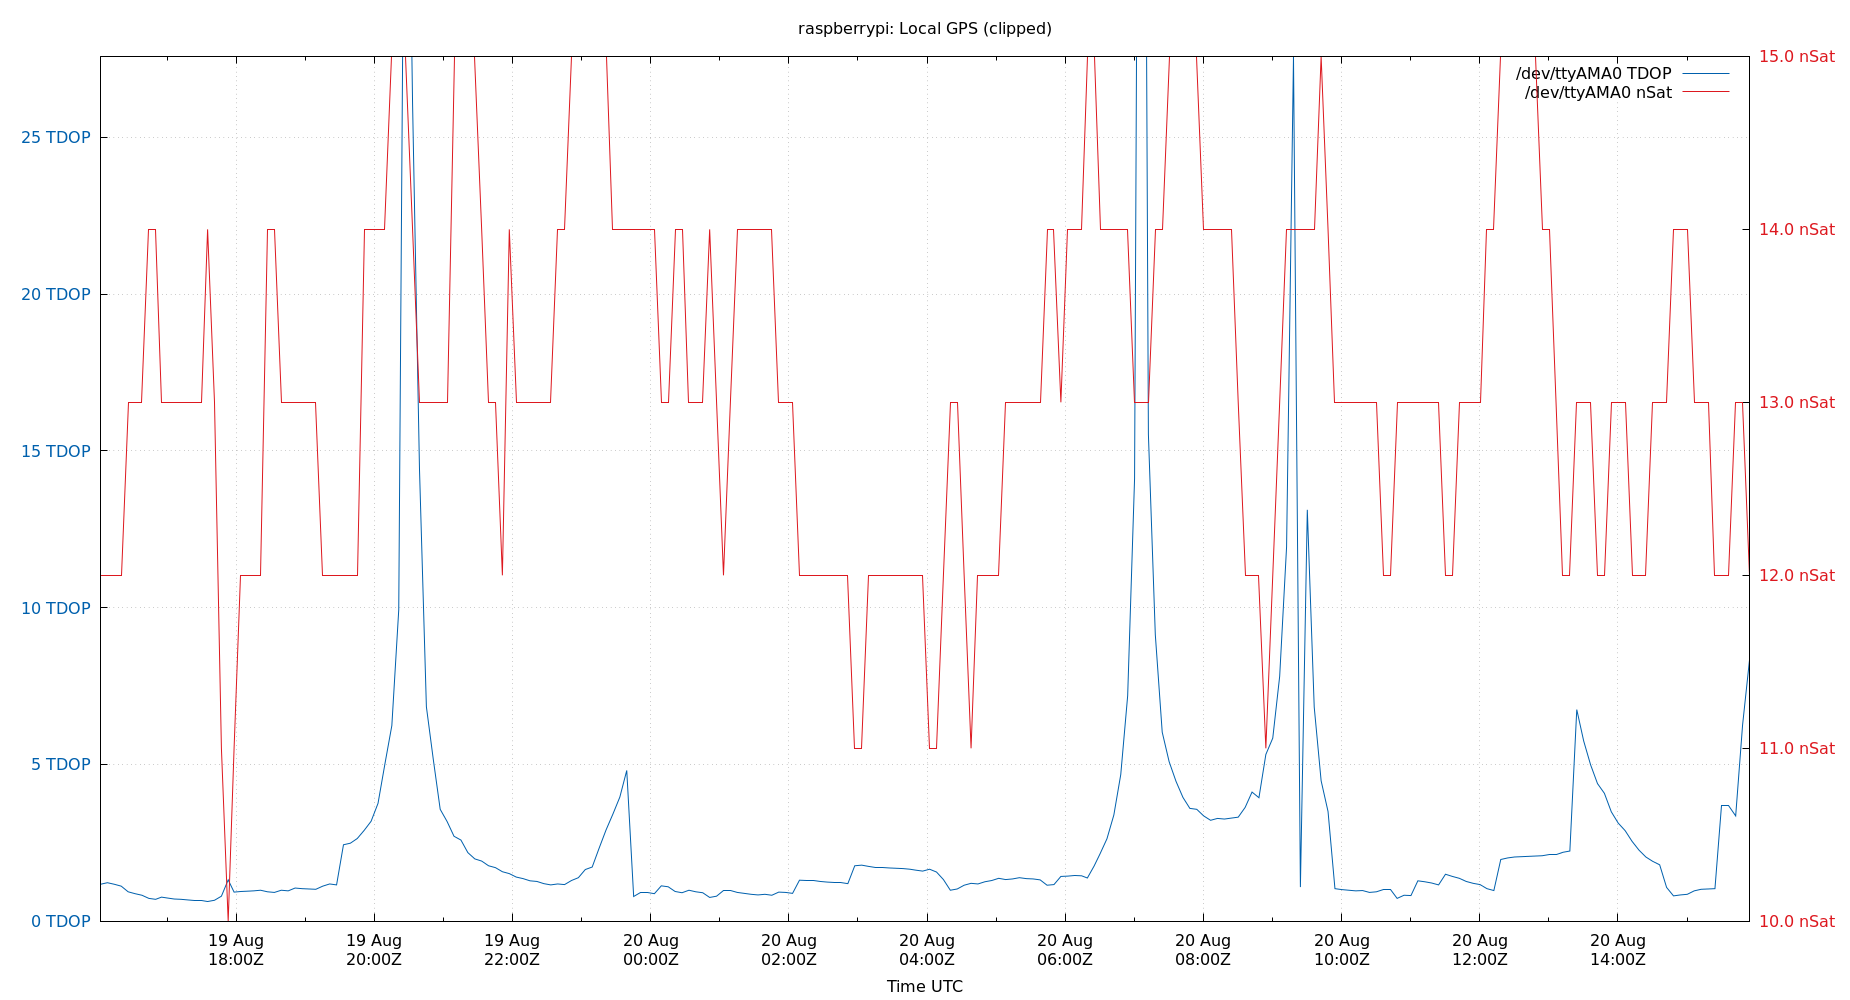 raspberrypi: Local GPS (clipped)
15.0 nSat
/dev/ttyAMA0 TDOP
/dev/ttyAMA0 nSat
25 TDOP
14.0 nSat
20 TDOP
13.0 nSat
15 TDOP
12.0 nSat
10 TDOP
11.0 nSat
5 TDOP
0 TDOP
10.0 nSat
19 Aug 19 Aug 19 Aug 20 Aug 20 Aug 20 Aug 20 Aug 20 Aug 20 Aug 20 Aug 20 Aug
18:00Z 20:00Z 22:00Z 00:00Z 02:00Z 04:00Z 06:00Z 08:00Z 10:00Z 12:00Z 14:00Z
Time UTC